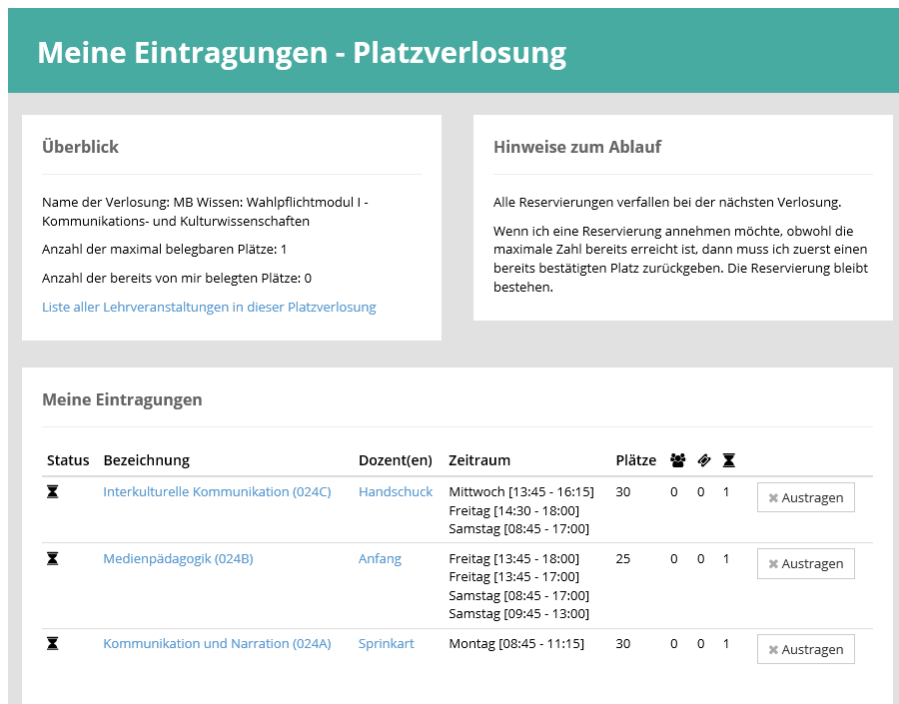 Meine Eintragungen - Platzverlosung
Überblick
Name der Verlosung: MB Wissen: Wahlpflichtmodul I -
Kommunikations- und Kulturwissenschaften
Anzahl der maximal belegbaren Plätze: 1
Anzahl der bereits von mir belegten Plätze: 0
Liste aller Lehrveranstaltungen in dieser Platzverlosung
Hinweise zum Ablauf
Alle Reservierungen verfallen bei der nächsten Verlosung.
Wenn ich eine Reservierung annehmen möchte, obwohl die
maximale Zahl bereits erreicht ist, dann muss ich zuerst einen
bereits bestätigten Platz zurückgeben. Die Reservierung bleibt
bestehen.
Meine Eintragungen
Status Bezeichnung Dozent(en) Zeitraum Plätze
Interkulturelle Kommunikation (024C) Handschuck Mittwoch [13:45 - 16:15] 30 0 0 1 Austragen
Freitag [14:30 - 18:00]
Samstag [08:45 - 17:00]
Medienpädagogik (024B) Anfang Freitag [13:45 - 18:00] 25 0 0 1 Austragen
Freitag [13:45 - 17:00]
Samstag [08:45 - 17:00]
Samstag [09:45 - 13:00]
Kommunikation und Narration (024A) Sprinkart Montag [08:45 - 11:15] 30 0 0 1 Austragen